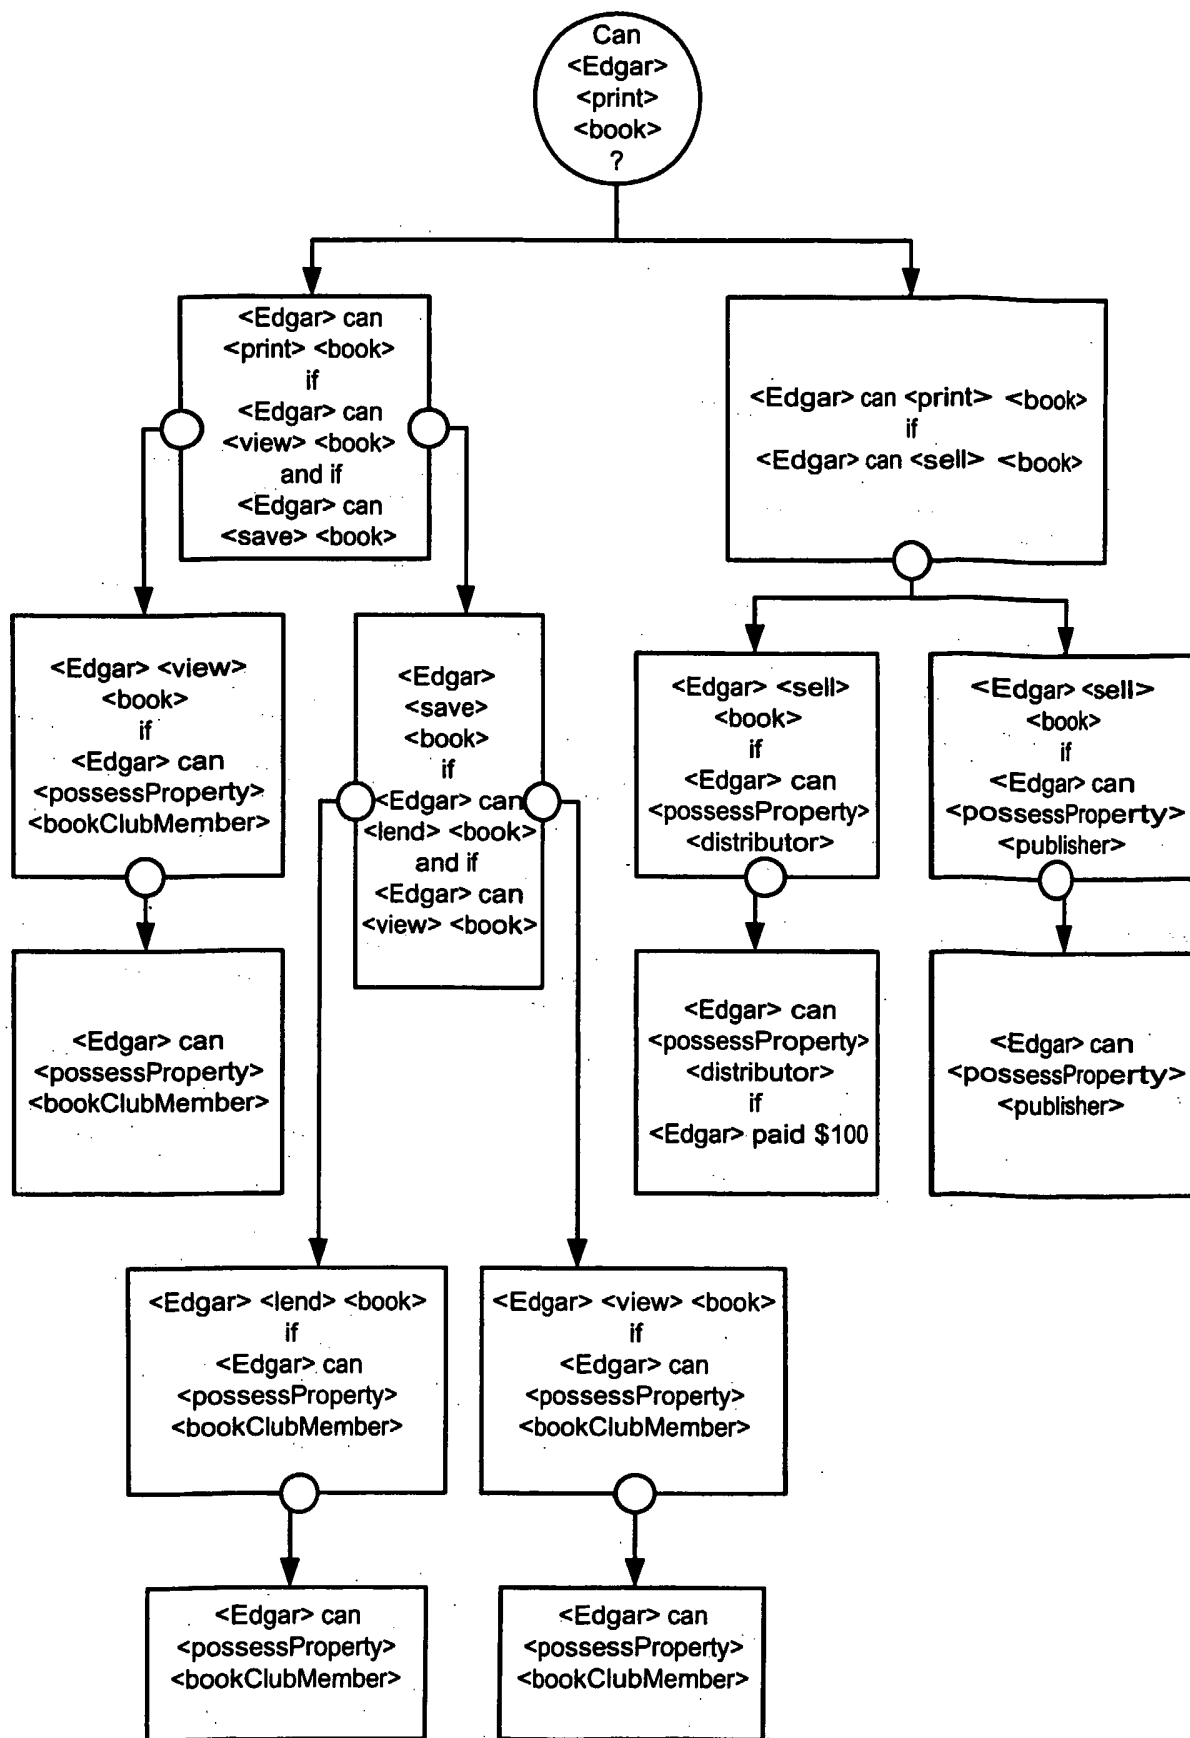 Can
<Edgar>
<print>
<book>
?
<Edgar> can
<print> <book>
if
<Edgar> can
<view> <book>
and if
<Edgar> can
<save> <book>
<Edgar> can <print> <book>
if
<Edgar> can <sell> <book>
<Edgar> <view>
<book>
if
<Edgar> can
<possessProperty>
<bookClubMember>
<Edgar>
<save>
<book>
if
<Edgar> can
<lend> <book>
and if
<Edgar> can
<view> <book>
<Edgar> <sell>
<book>
if
<Edgar> can
<possessProperty>
<distributor>
<Edgar> <sell>
<book>
if
<Edgar> can
<possessProperty>
<publisher>
<Edgar> can
<possessProperty>
<bookClubMember>
<Edgar> can
<possessProperty>
<distributor>
if
<Edgar> paid $100
<Edgar> can
<possessProperty>
<publisher>
<Edgar> <lend> <book>
if
<Edgar> can
<possessProperty>
<bookClubMember>
<Edgar> <view> <book>
if
<Edgar> can
<possessProperty>
<bookClubMember>
<Edgar> can
<possessProperty>
<bookClubMember>
<Edgar> can
<possessProperty>
<bookClubMember>